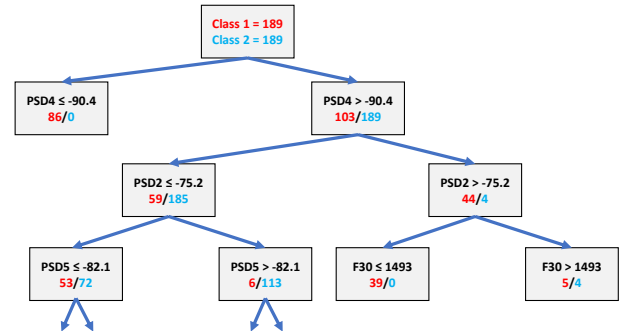 Class 1 = 189
Class 2 = 189
PSD4 ≤ -90.4
86/0
PSD4 > -90.4
103/189
PSD2 ≤ -75.2
59/185
PSD2 > -75.2
44/4
PSD5 ≤ -82.1
53/72
PSD5 > -82.1
6/113
F30 ≤ 1493
39/0
F30 > 1493
5/4